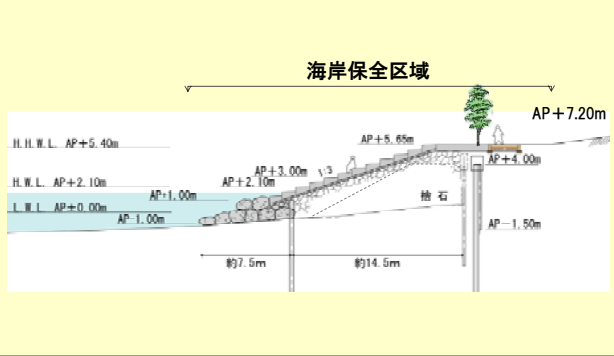 海岸保全区域
AP＋7.20m
H.H.W.L. AP＋5.40m
AP＋5.65m
AP＋4.00m
AP＋3.00m
1:3
H.W.L. AP＋2.10m
AP＋2.10m
AP＋1.00m
捨石
L.W.L. AP±0.00m
AP－1.00m
AP－1.50m
約7.5m
約14.5m